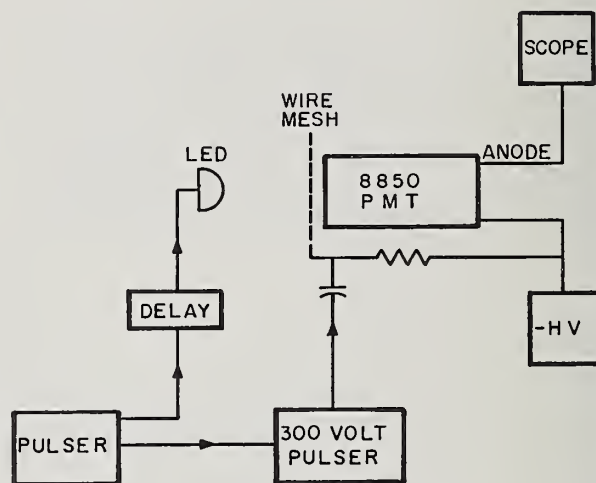 SCOPE
WIRE
MESH
LED
ANODE
8850
PMT
DELAY
-HV
PULSER
300 VOLT
PULSER